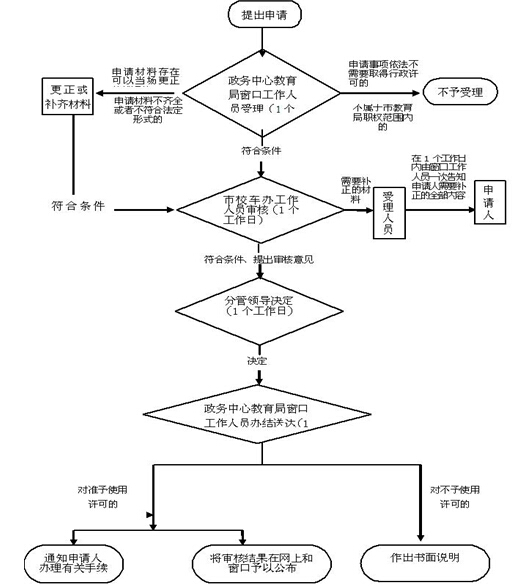 提出申请
申请材料存在
可以当场更正
申请材料不齐全
或者不符合法定
形式的
更正或
补齐材料
政务中心教育
局窗口工作人
员受理（1个
申请事项依法不
需要取得行政许
可的
不属于市教育
局职权范围内
的
不予受理
符合条件
符合条件
市校车办工作
人员审核（1个
工作日）
需要补
正的材
料
受理人员
在1个工作日
内由窗口工作
人员一次告知
申请人需要补
正的全部内容
申请人
符合条件、提出审核意见
分管领导决定
（1个工作日）
决定
政务中心教育局窗口
工作人员办结送达（1
对准予使用
许可的
对不予使用
许可的
通知申请人
办理有关手续
将审核结果在网上和
窗口予以公布
作出书面说明